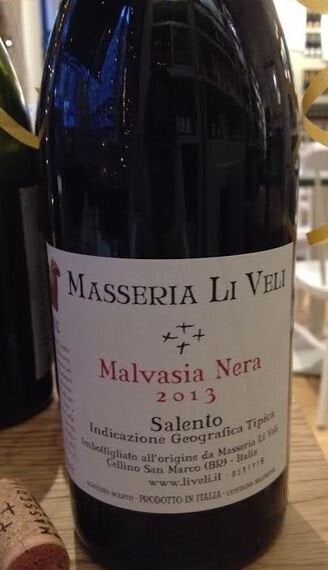 MASSERIA LI VELI
Malvasia Nera
2013
Salento
Indicazione Geografica Tipica
Imbottigliato all'origine da Masseria Li Veli
Cellino San Marco (BR) - Italia
www.liveli.it
- PRODOTTO IN ITALIA -
MASSER